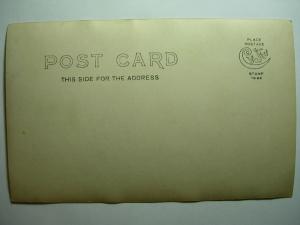 POST CARD
THIS SIDE FOR THE ADDRESS
PLACE
POSTAGE
STAMP
HERE